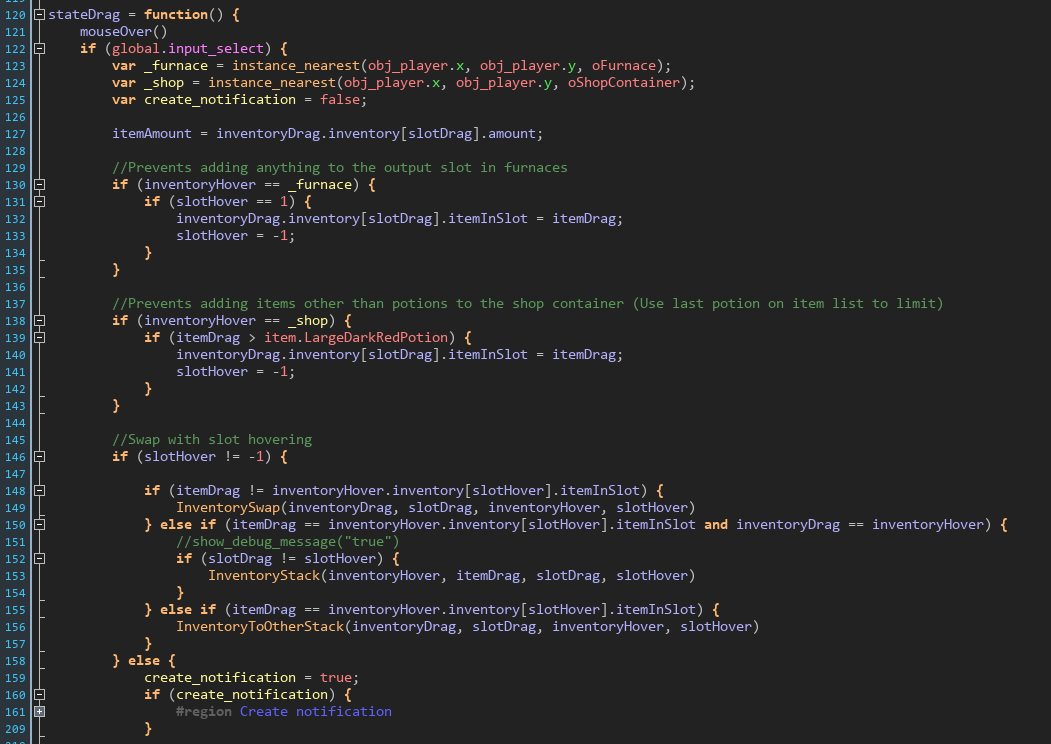 120 stateDrag = function() {
121 mouseOver()
122 if (global.input_select) {
123 var _furnace = instance_nearest(obj_player.x, obj_player.y, oFurnace);
124 var _shop = instance_nearest(obj_player.x, obj_player.y, oShopContainer);
125 var create_notification = false;
126
127 itemAmount = inventoryDrag.inventory[slotDrag].amount;
128
129 //Prevents adding anything to the output slot in furnaces
130 if (inventoryHover == _furnace) {
131 if (slotHover == 1) {
132 inventoryDrag.inventory[slotDrag].itemInSlot = itemDrag;
133 slotHover = -1;
134 }
135 }
136
137 //Prevents adding items other than potions to the shop container (Use last potion on item list to limit)
138 if (inventoryHover == _shop) {
139 if (itemDrag > item.LargeDarkRedPotion) {
140 inventoryDrag.inventory[slotDrag].itemInSlot = itemDrag;
141 slotHover = -1;
142 }
143 }
144
145 //Swap with slot hovering
146 if (slotHover != -1) {
147
148 if (itemDrag != inventoryHover.inventory[slotHover].itemInSlot) {
149 InventorySwap(inventoryDrag, slotDrag, inventoryHover, slotHover)
150 } else if (itemDrag == inventoryHover.inventory[slotHover].itemInSlot and inventoryDrag == inventoryHover) {
151 //show_debug_message("true")
152 if (slotDrag != slotHover) {
153 InventoryStack(inventoryHover, itemDrag, slotDrag, slotHover)
154 }
155 } else if (itemDrag == inventoryHover.inventory[slotHover].itemInSlot) {
156 InventoryToOtherStack(inventoryDrag, slotDrag, inventoryHover, slotHover)
157 }
158 } else {
159 create_notification = true;
160 if (create_notification) {
161 #region Create notification
209 }